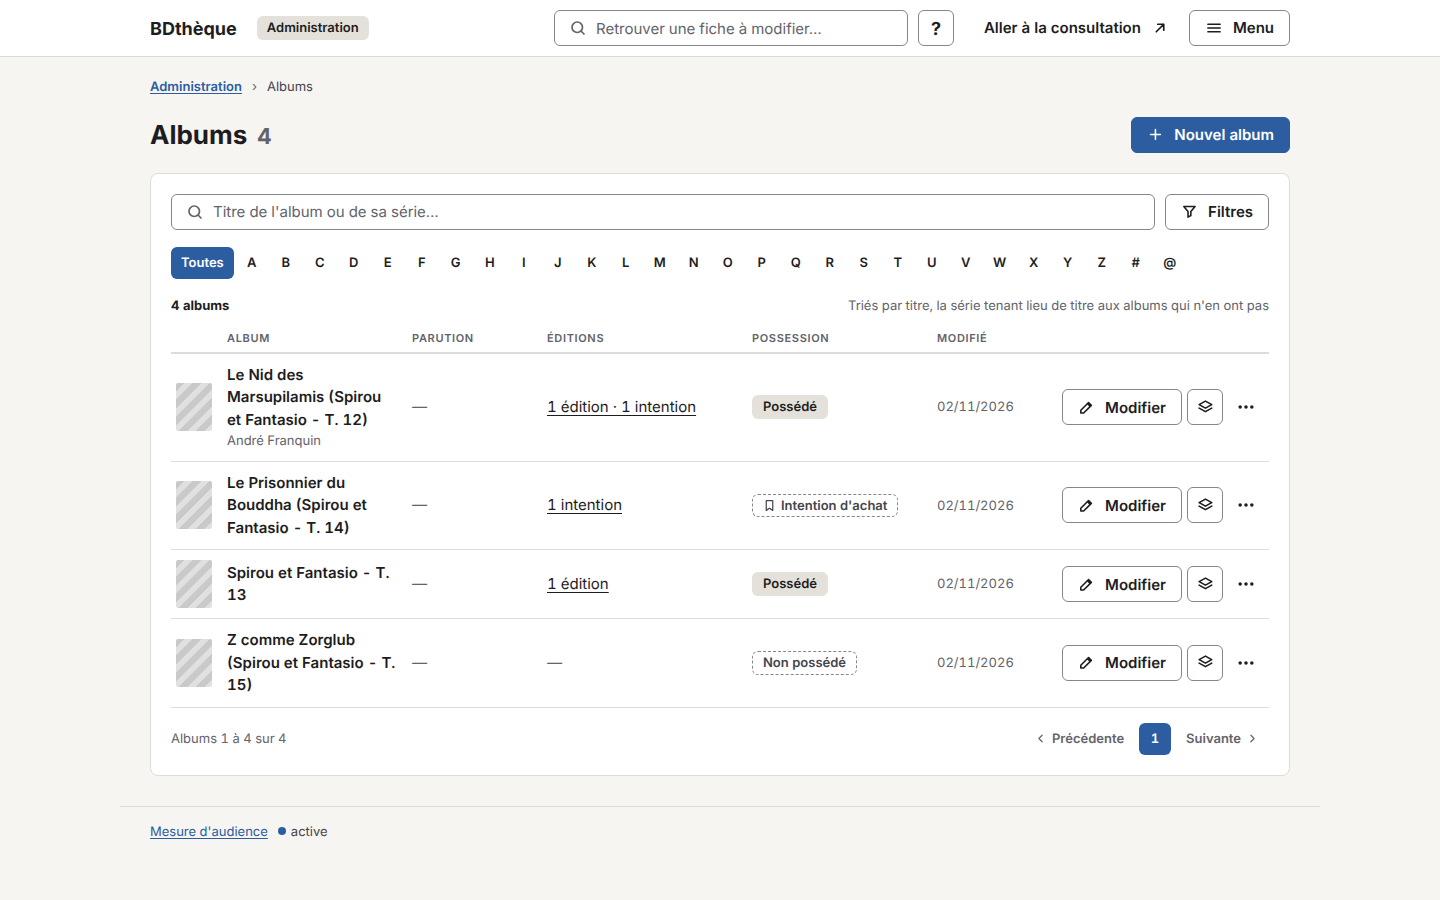 BDthèque Administration Retrouver une fiche à modifier... ? Aller à la consultation Menu
Administration › Albums
Albums 4 Nouvel album
Titre de l'album ou de sa série... Filtres
Toutes A B C D E F G H I J K L M N O P Q R S T U V W X Y Z # @
4 albums Triés par titre, la série tenant lieu de titre aux albums qui n'en ont pas
ALBUM PARUTION ÉDITIONS POSSESSION MODIFIÉ
Le Nid des
Marsupilamis (Spirou
et Fantasio - T. 12)
André Franquin
— 1 édition · 1 intention Possédé 02/11/2026 Modifier
Le Prisonnier du
Bouddha (Spirou et
Fantasio - T. 14)
— 1 intention Intention d'achat 02/11/2026 Modifier
Spirou et Fantasio - T.
13
— 1 édition Possédé 02/11/2026 Modifier
Z comme Zorglub
(Spirou et Fantasio - T.
15)
— — Non possédé 02/11/2026 Modifier
Albums 1 à 4 sur 4 Précédente 1 Suivante
Mesure d'audience active